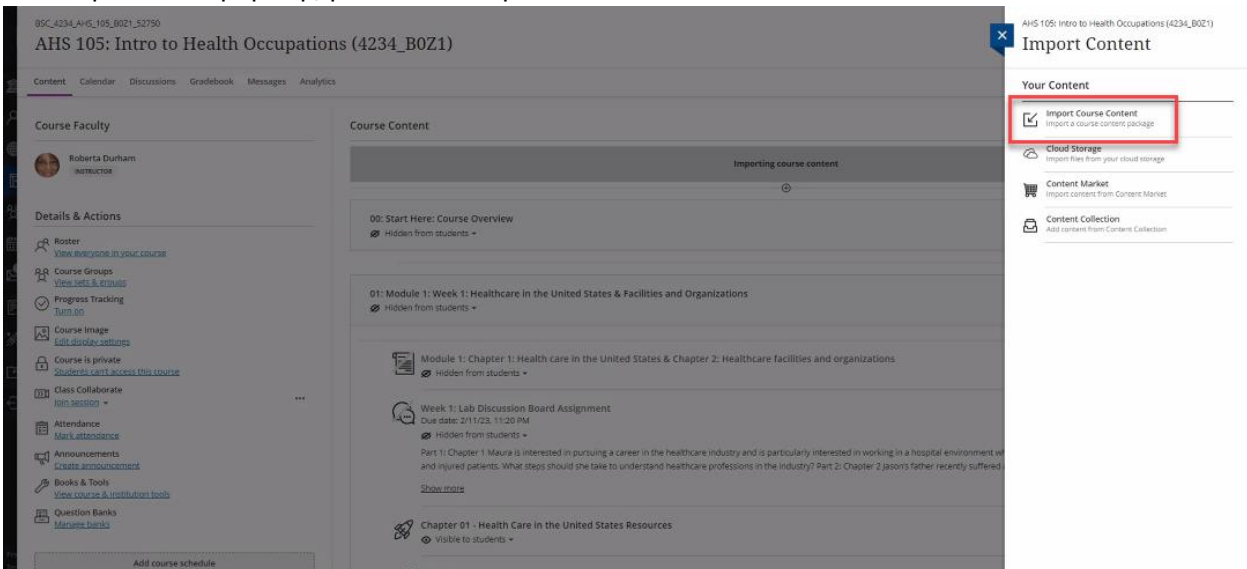 BSC_4234_AHS_105_B0Z1_52750
AHS 105: Intro to Health Occupations (4234_B0Z1)
Content Calendar Discussions Gradebook Messages Analytics
Course Faculty
Roberta Durham
INSTRUCTOR
Details & Actions
Roster
View everyone in your course
Course Groups
View sets & groups
Progress Tracking
Turn on
Course Image
Edit display settings
Course is private
Students can't access this course
Class Collaborate
Join session
Attendance
Mark attendance
Announcements
Create announcement
Books & Tools
View course & institution tools
Question Banks
Manage banks
Add course schedule
Course Content
Importing course content
00: Start Here: Course Overview
Hidden from students
01: Module 1: Week 1: Healthcare in the United States & Facilities and Organizations
Hidden from students
Module 1: Chapter 1: Health care in the United States & Chapter 2: Healthcare facilities and organizations
Hidden from students
Week 1: Lab Discussion Board Assignment
Due date: 2/11/23, 11:20 PM
Hidden from students
Part 1: Chapter 1 Maura is interested in pursuing a career in the healthcare industry and is particularly interested in working in a hospital environment
and injured patients. What steps should she take to understand healthcare professions in the industry? Part 2: Chapter 2 Jason's father recently suffered
Show more
Chapter 01 - Health Care in the United States Resources
Visible to students
AHS 105: Intro to Health Occupations (4234_B0Z1)
Import Content
Your Content
Import Course Content
Import a course content package
Cloud Storage
Import files from your cloud storage
Content Market
Import content from Content Market
Content Collection
Add content from Content Collection